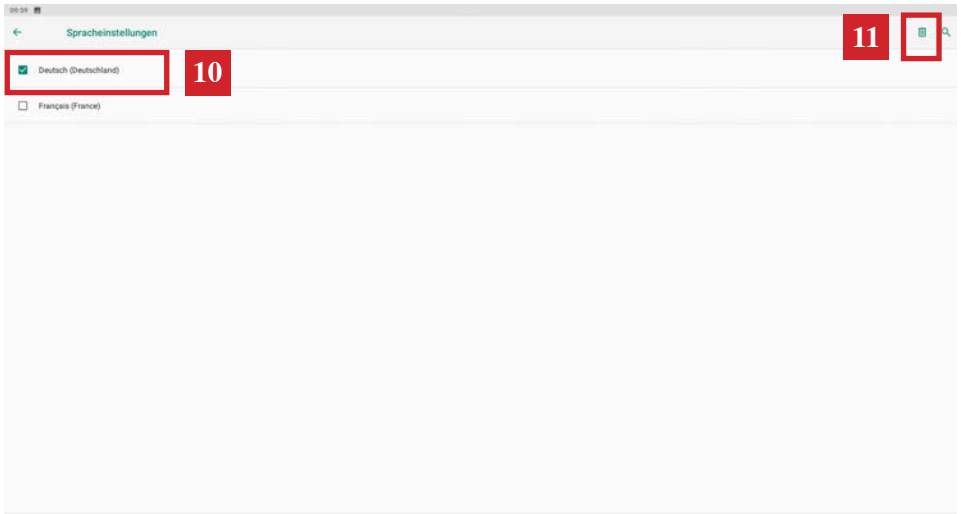 09:59
Spracheinstellungen
11
Deutsch (Deutschland)
10
Français (France)